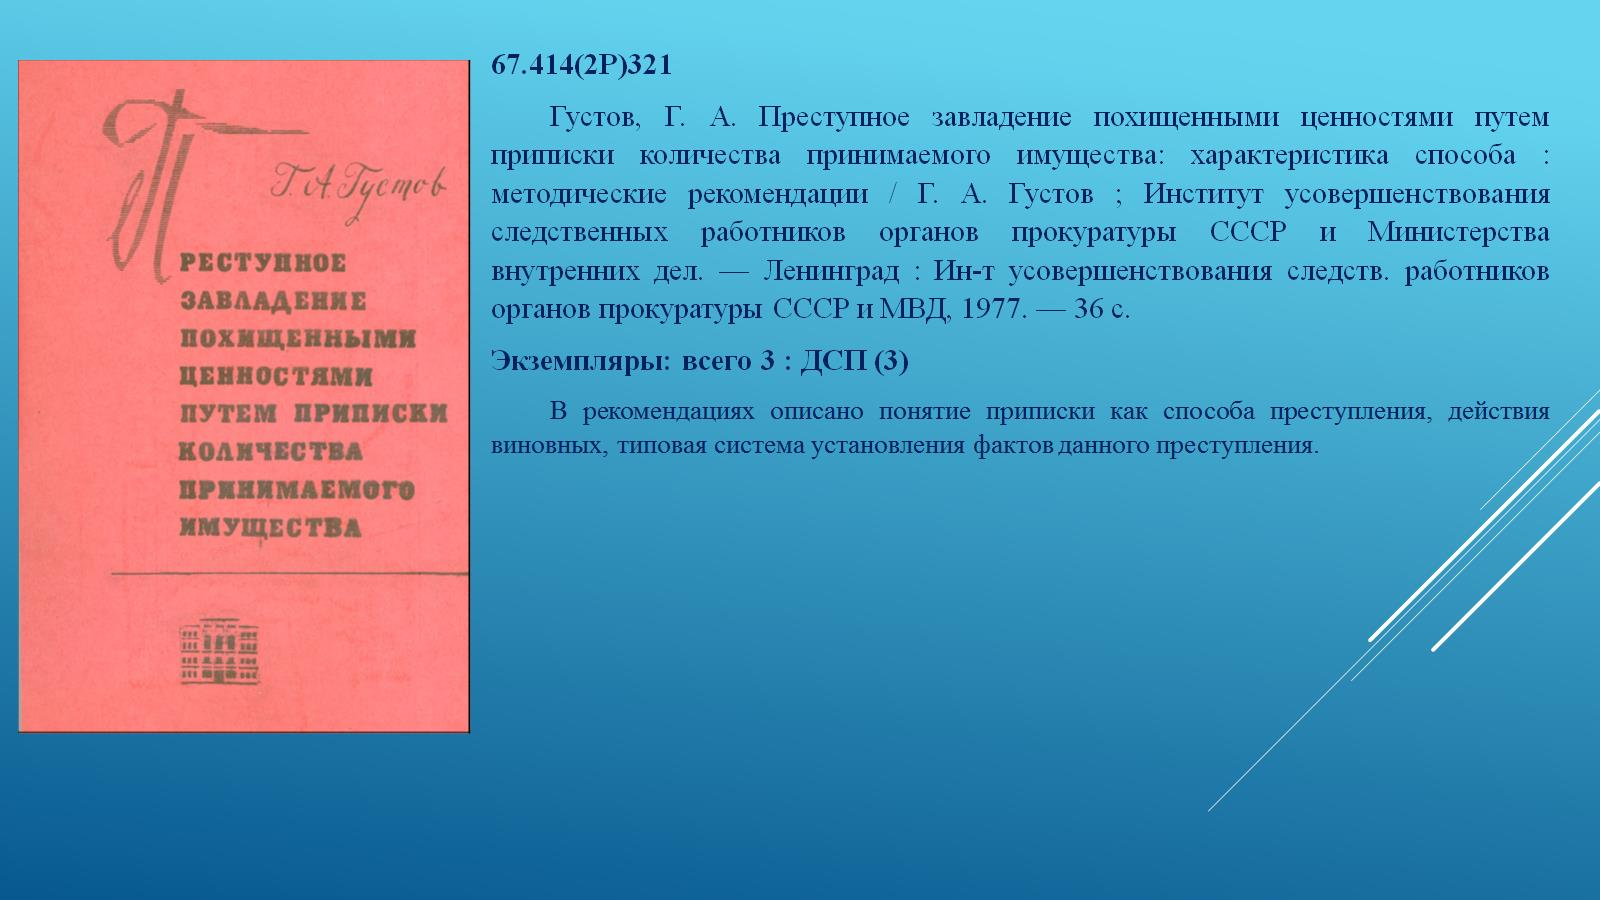 Г. А. Густов
ПРЕСТУПНОЕ
ЗАВЛАДЕНИЕ
ПОХИЩЕННЫМИ
ЦЕННОСТЯМИ
ПУТЕМ ПРИПИСКИ
КОЛИЧЕСТВА
ПРИНИМАЕМОГО
ИМУЩЕСТВА
67.414(2Р)321
Густов, Г. А. Преступное завладение похищенными ценностями путем
приписки количества принимаемого имущества: характеристика способа :
методические рекомендации / Г. А. Густов ; Институт усовершенствования
следственных работников органов прокуратуры СССР и Министерства
внутренних дел. — Ленинград : Ин-т усовершенствования следств. работников
органов прокуратуры СССР и МВД, 1977. — 36 с.
Экземпляры: всего 3 : ДСП (3)
В рекомендациях описано понятие приписки как способа преступления, действия
виновных, типовая система установления фактов данного преступления.